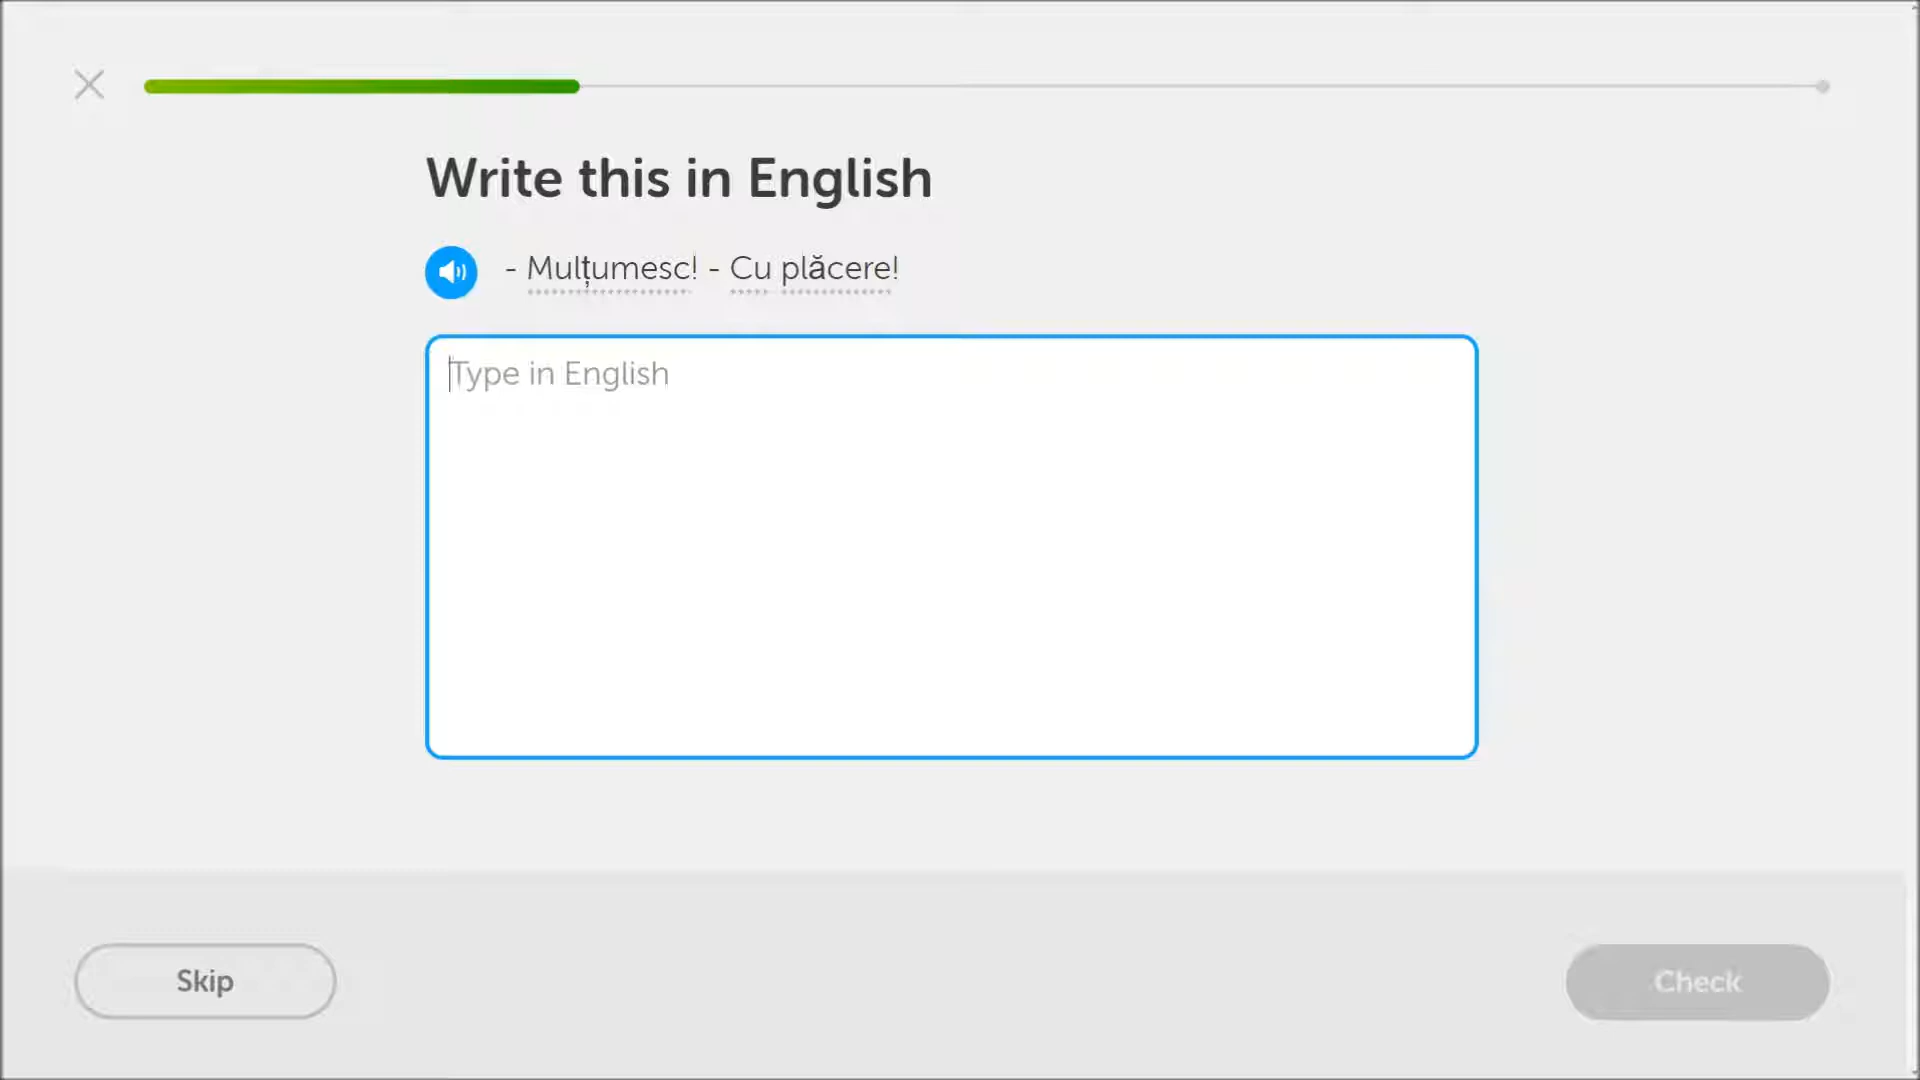 Write this in English
- Mulțumesc! - Cu plăcere!
Type in English
Skip
Check